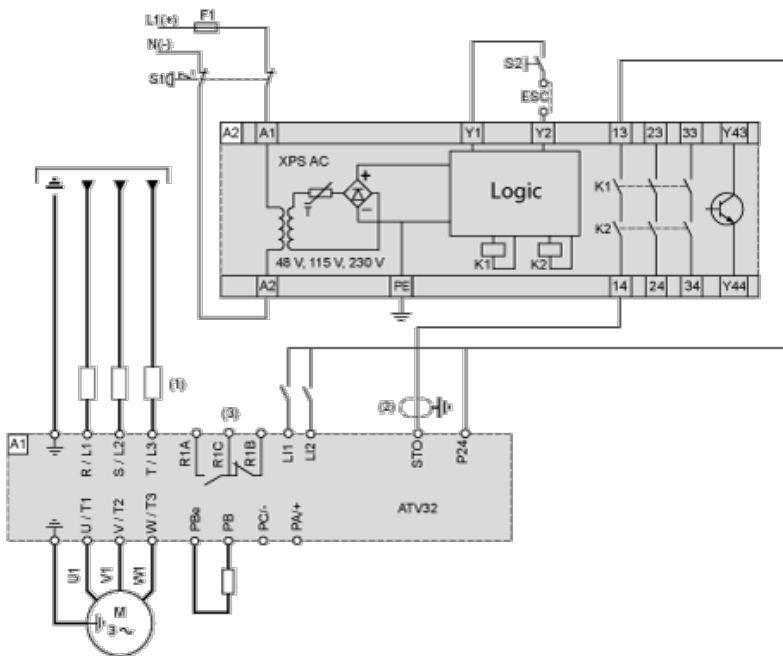 L1(+) F1
N(-)
S1
S2
ESC
A2 A1 Y1 Y2 13 23 33 Y43
XPS AC
T
+
−
Logic
K1
K2
48 V, 115 V, 230 V
K1 K2
A2 PE 14 24 34 Y44
(1)
(2)
(3)
A1
R / L1 S / L2 T / L3 R1A R1C R1B LI1 LI2 STO P24
ATV32
U / T1 V / T2 W / T3 PBe PB PC/- PA/+
U1 V1 W1
M
3 ~